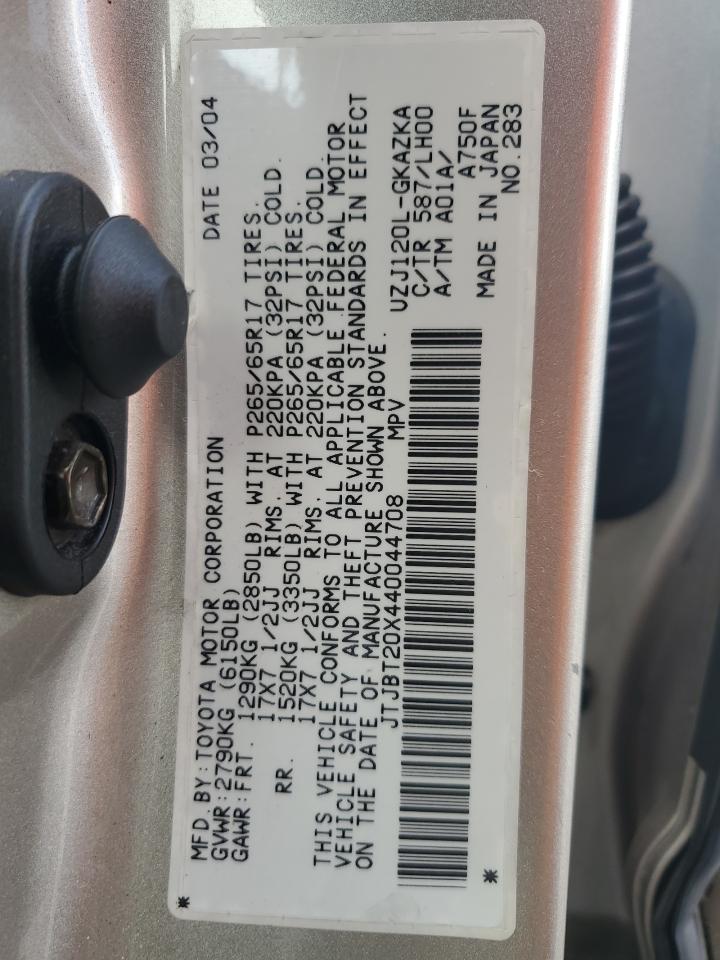 MFD. BY:TOYOTA MOTOR CORPORATION DATE 03/04
GVWR:2790KG (6150LB)
GAWR:FRT. 1290KG (2850LB) WITH P265/65R17 TIRES.
17X7 1/2JJ RIMS. AT 220KPA (32PSI) COLD.
RR. 1520KG (3350LB) WITH P265/65R17 TIRES.
17X7 1/2JJ RIMS. AT 220KPA (32PSI) COLD.
THIS VEHICLE CONFORMS TO ALL APPLICABLE FEDERAL MOTOR
VEHICLE SAFETY AND THEFT PREVENTION STANDARDS IN EFFECT
ON THE DATE OF MANUFACTURE SHOWN ABOVE.
JTJBT20X440044708 MPV
UZJ120L-GKAZKA
C/TR 587/LH00
A/TM A01A/
A750F
MADE IN JAPAN
NO.283